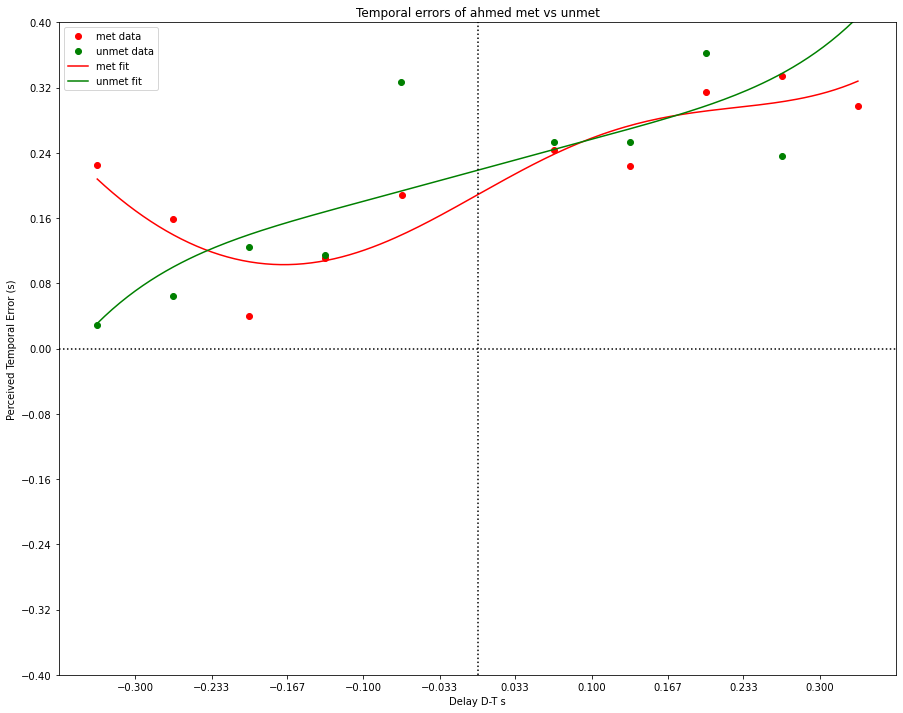 Temporal errors of ahmed met vs unmet
met data
unmet data
met fit
unmet fit
Perceived Temporal Error (s)
0.40
0.32
0.24
0.16
0.08
0.00
−0.08
−0.16
−0.24
−0.32
−0.40
−0.300 −0.233 −0.167 −0.100 −0.033 0.033 0.100 0.167 0.233 0.300
Delay D-T s